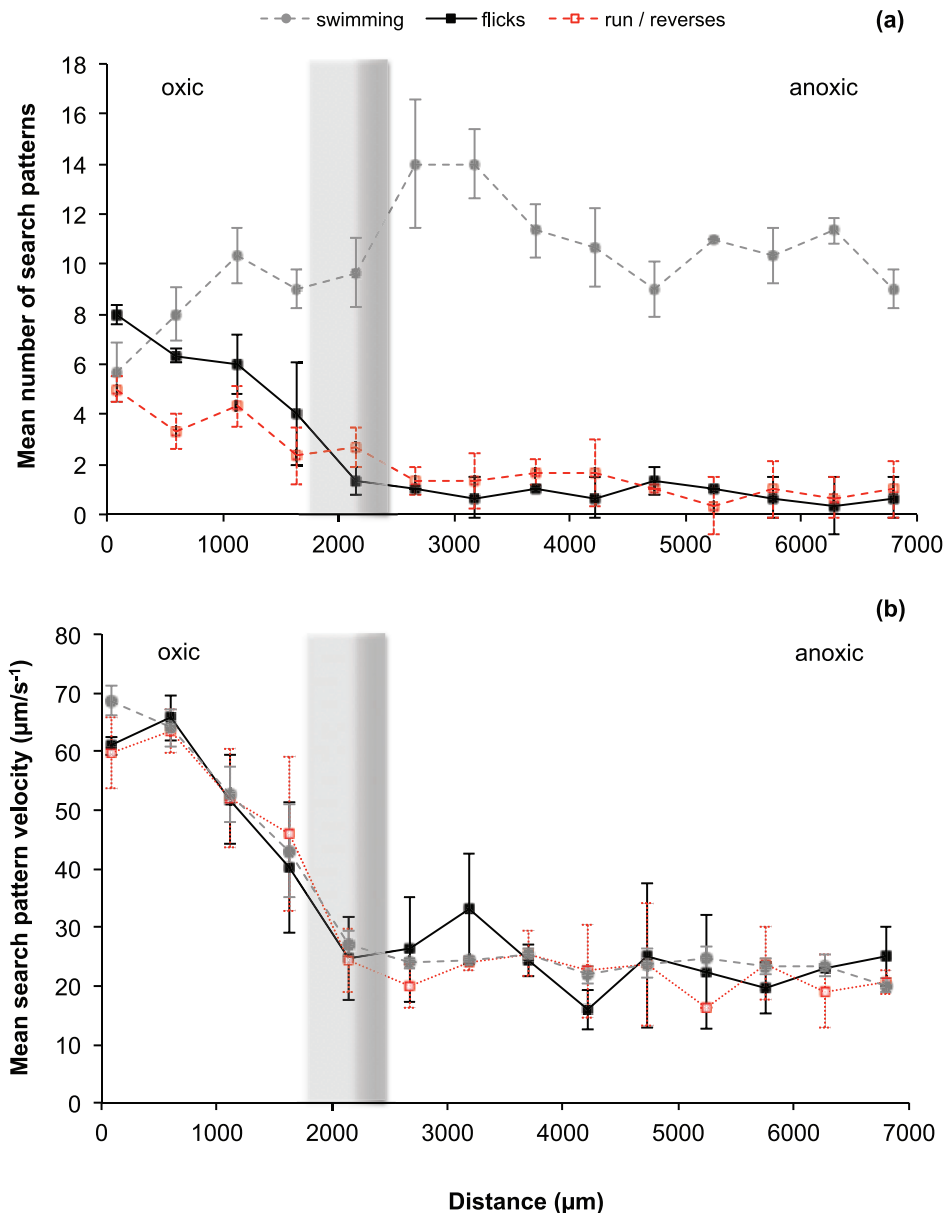 swimming flicks run / reverses (a)
18
oxic anoxic
16
14
12
10
8
6
4
2
0
Mean number of search patterns
0 1000 2000 3000 4000 5000 6000 7000
(b)
80
oxic anoxic
70
60
50
40
30
20
10
0
Mean search pattern velocity (µm/s⁻¹)
0 1000 2000 3000 4000 5000 6000 7000
Distance (µm)